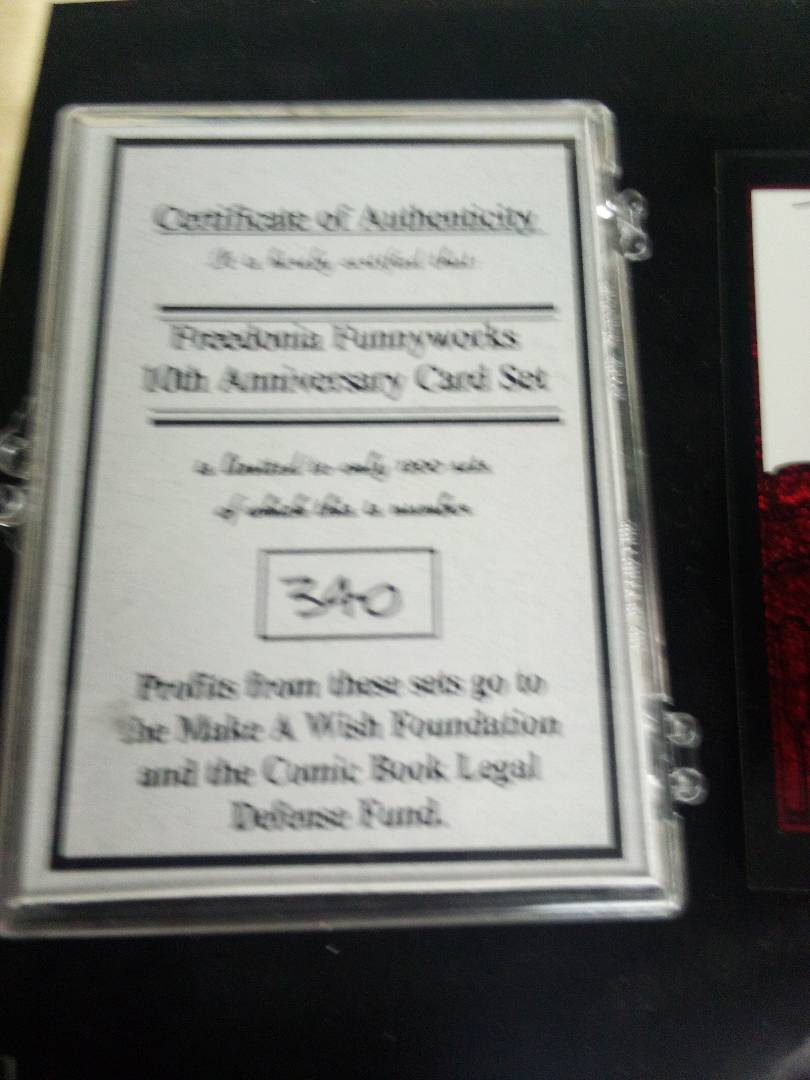 Certificate of Authenticity
It is hereby certified that
Freedonia Funnyworks
10th Anniversary Card Set
is limited to only 1000 sets
of which this is number
340
Profits from these sets go to
the Make A Wish Foundation
and the Comic Book Legal
Defense Fund.